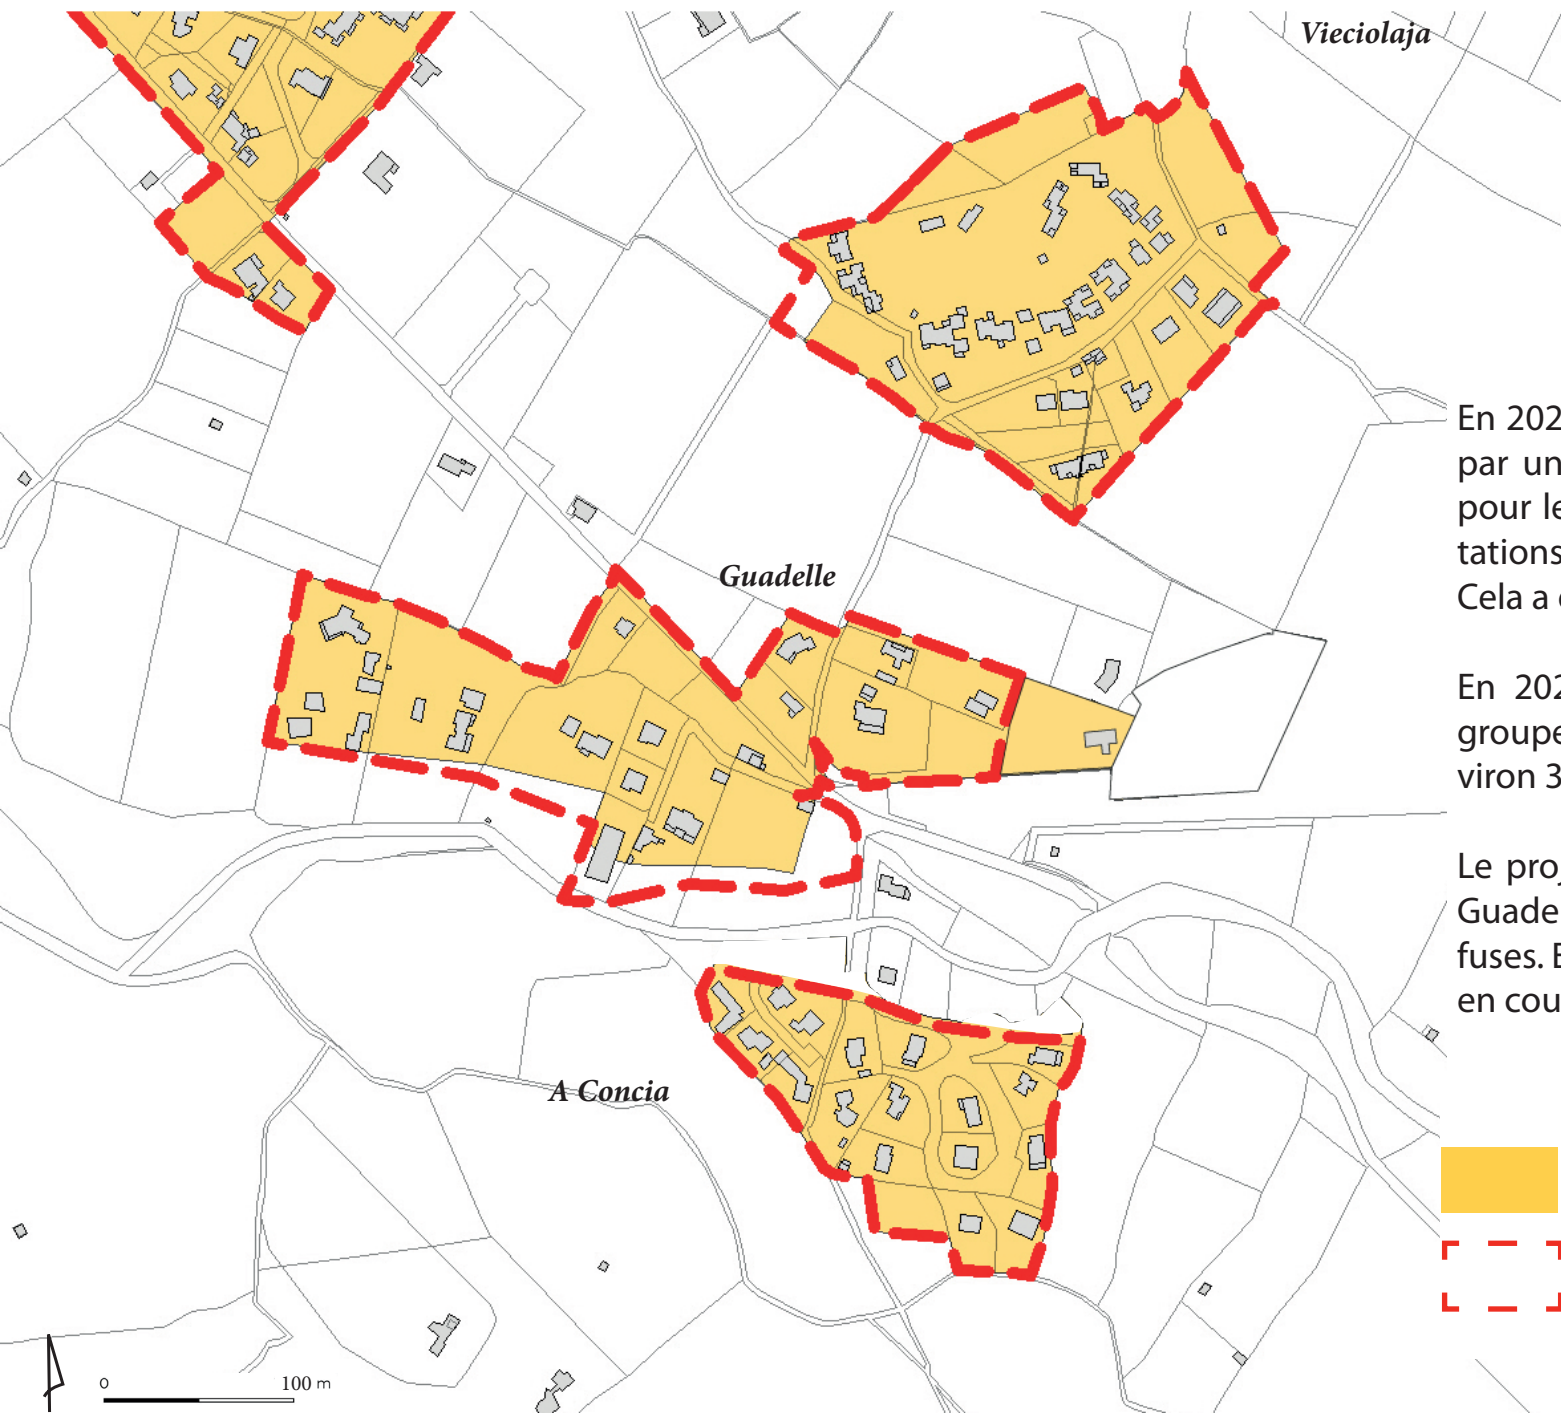 Vieciolaja
En 202
par un
pour le
tations
Cela a
Guadelle
En 202
groupe
viron 3
Le proj
Guade
fuses. E
en cou
A Concia
0 100 m